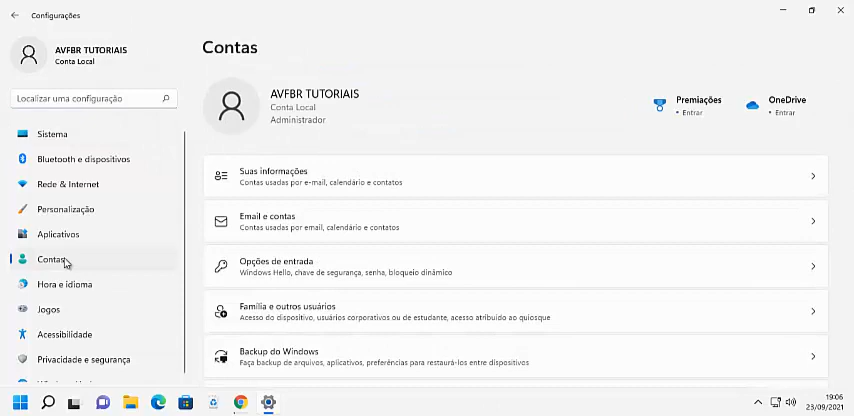 Configurações
AVFBR TUTORIAIS
Conta Local
Localizar uma configuração
Sistema
Bluetooth e dispositivos
Rede & Internet
Personalização
Aplicativos
Contas
Hora e idioma
Jogos
Acessibilidade
Privacidade e segurança
Contas
AVFBR TUTORIAIS
Conta Local
Administrador
Premiações
• Entrar
OneDrive
• Entrar
Suas informações
Contas usadas por e-mail, calendário e contatos
Email e contas
Contas usadas por email, calendário e contatos
Opções de entrada
Windows Hello, chave de segurança, senha, bloqueio dinâmico
Família e outros usuários
Acesso do dispositivo, usuários corporativos ou de estudante, acesso atribuído ao quiosque
Backup do Windows
Faça backup de arquivos, aplicativos, preferências para restaurá-los entre dispositivos
19:06
23/09/2021